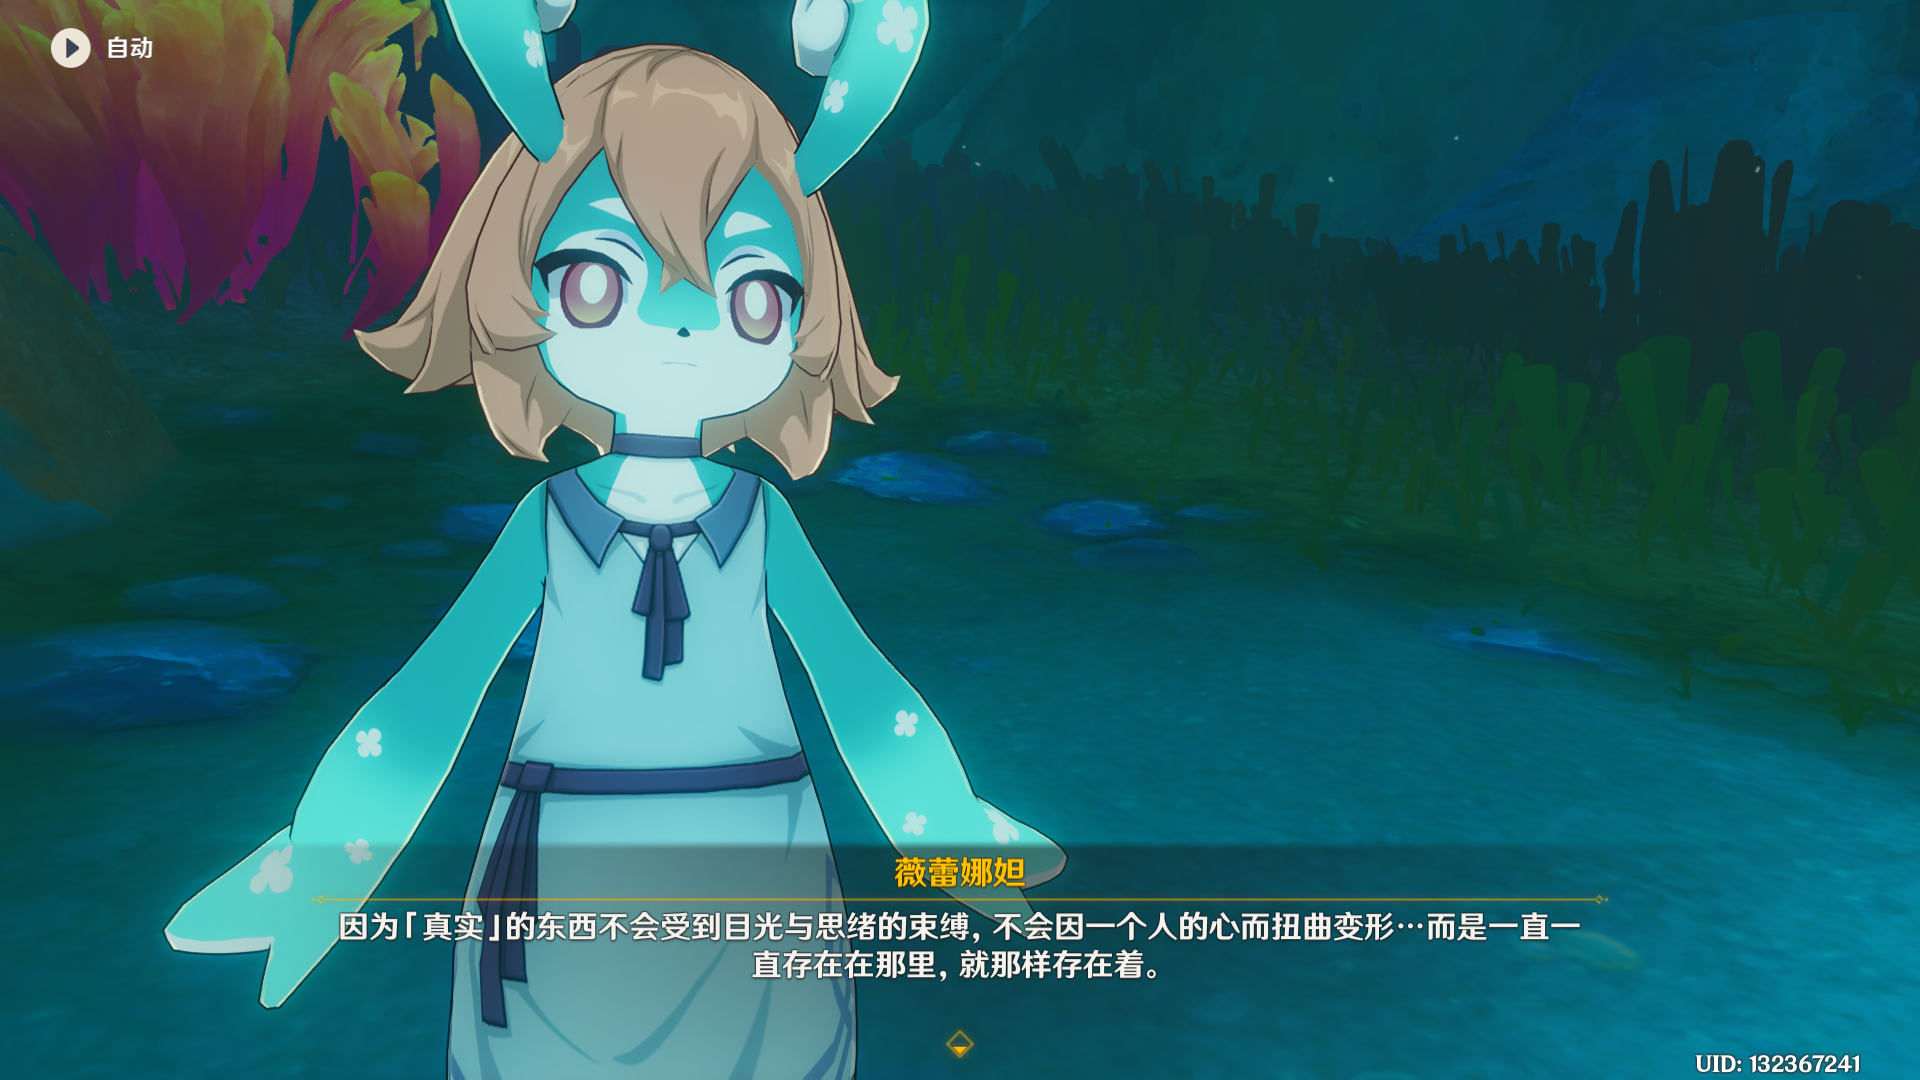 自动
薇蕾娜妲
因为「真实」的东西不会受到目光与思绪的束缚，不会因一个人的心而扭曲变形…而是一直一
直存在在那里，就那样存在着。
UID: 132367241